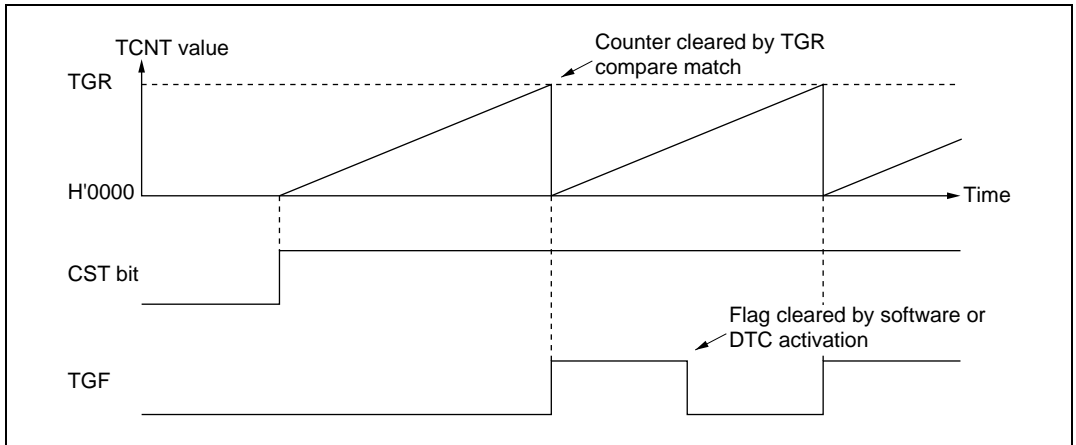 TCNT value
Counter cleared by TGR
compare match
TGR
H'0000
Time
CST bit
Flag cleared by software or
DTC activation
TGF